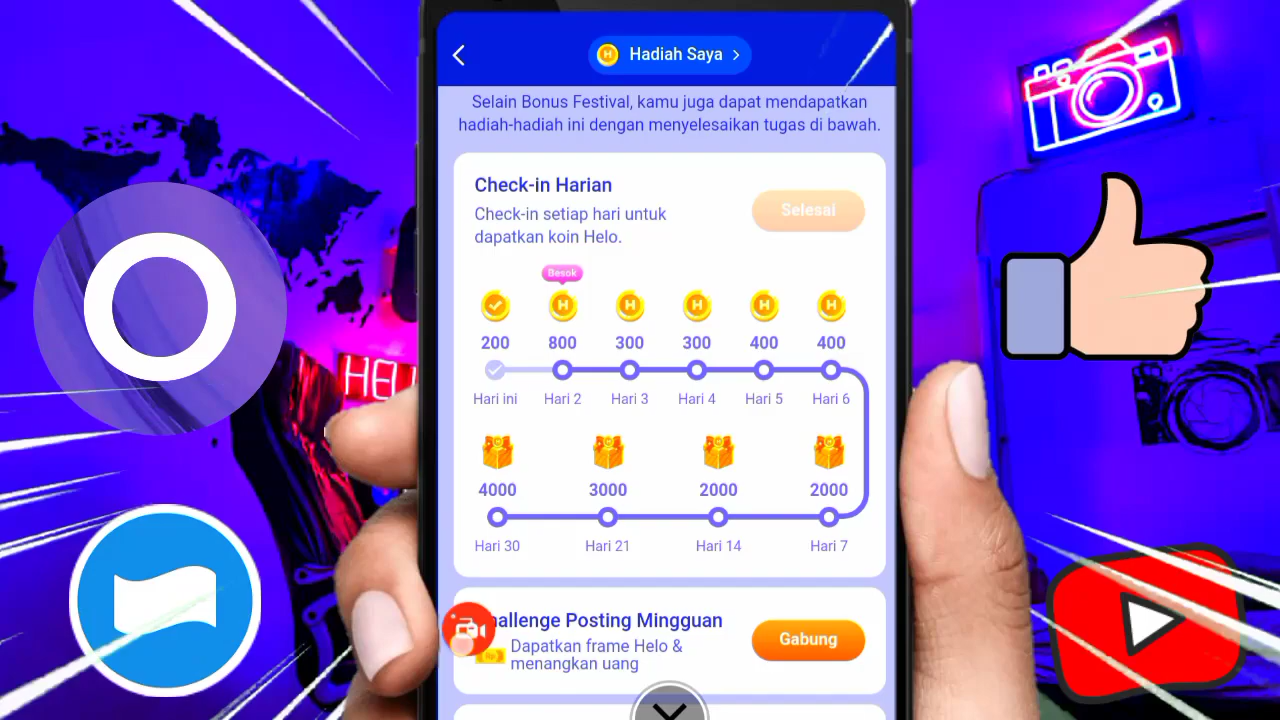 Hadiah Saya
Selain Bonus Festival, kamu juga dapat mendapatkan
hadiah-hadiah ini dengan menyelesaikan tugas di bawah.
Check-in Harian
Check-in setiap hari untuk
dapatkan koin Helo.
Selesai
Besok
200 800 300 300 400 400
Hari ini Hari 2 Hari 3 Hari 4 Hari 5 Hari 6
4000 3000 2000 2000
Hari 30 Hari 21 Hari 14 Hari 7
allenge Posting Mingguan
Dapatkan frame Helo &
menangkan uang
Gabung
HEL